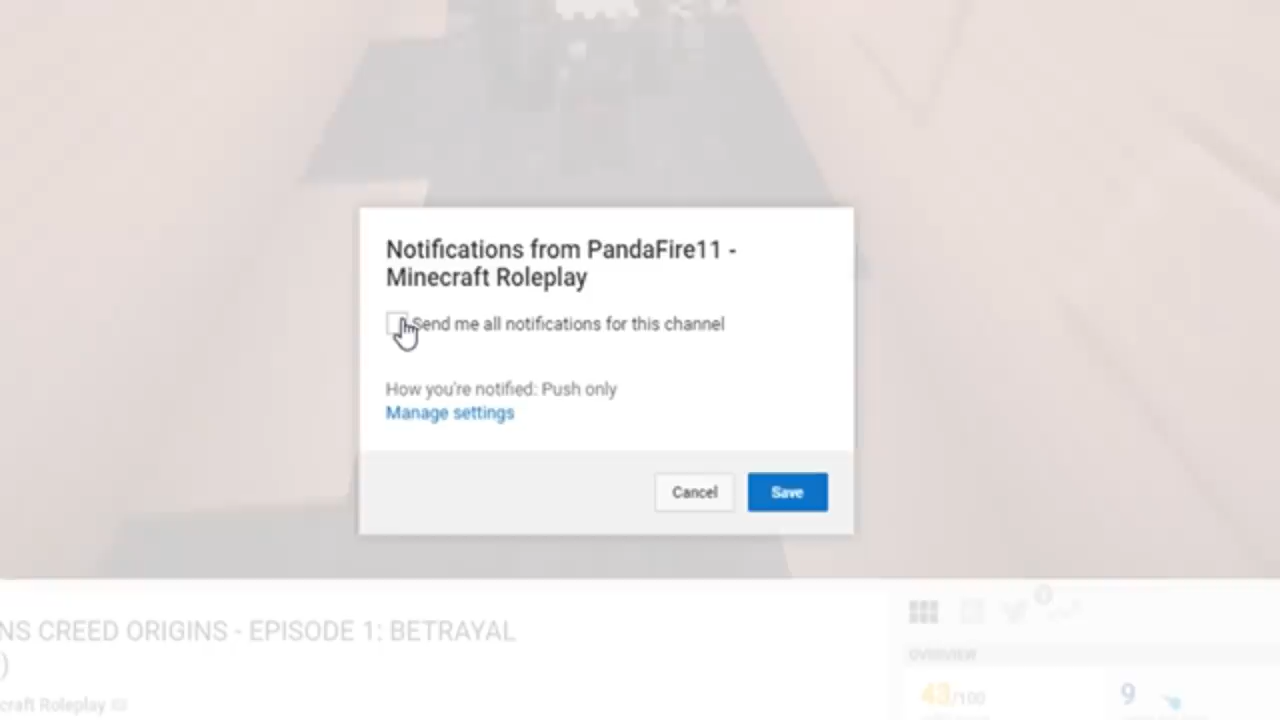 Notifications from PandaFire11 -
Minecraft Roleplay
Send me all notifications for this channel
How you're notified: Push only
Manage settings
Cancel
Save
NS CREED ORIGINS - EPISODE 1: BETRAYAL
)
craft Roleplay
OVERVIEW
43/100
9